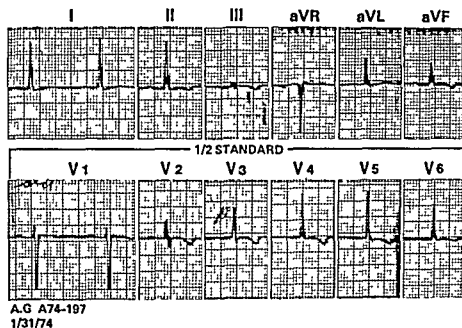 I II III aVR aVL aVF
1/2 STANDARD
V1 V2 V3 V4 V5 V6
A.G A74-197
1/31/74